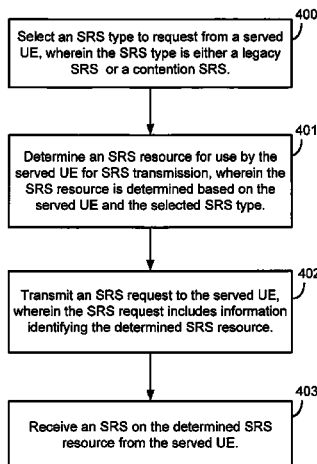 400
Select an SRS type to request from a served
UE, wherein the SRS type is either a legacy
SRS or a contention SRS.
401
Determine an SRS resource for use by the
served UE for SRS transmission, wherein the
SRS resource is determined based on the
served UE and the selected SRS type.
402
Transmit an SRS request to the served UE,
wherein the SRS request includes information
identifying the determined SRS resource.
403
Receive an SRS on the determined SRS
resource from the served UE.